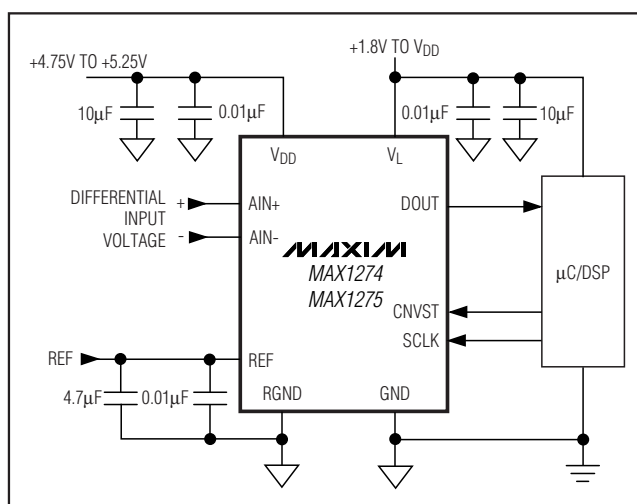 +1.8V TO VDD
+4.75V TO +5.25V
10µF
0.01µF
0.01µF
10µF
VDD
VL
DIFFERENTIAL
INPUT
VOLTAGE
+
-
AIN+
AIN-
DOUT
MAXIM
MAX1274
MAX1275
µC/DSP
CNVST
SCLK
REF
REF
4.7µF
0.01µF
RGND
GND